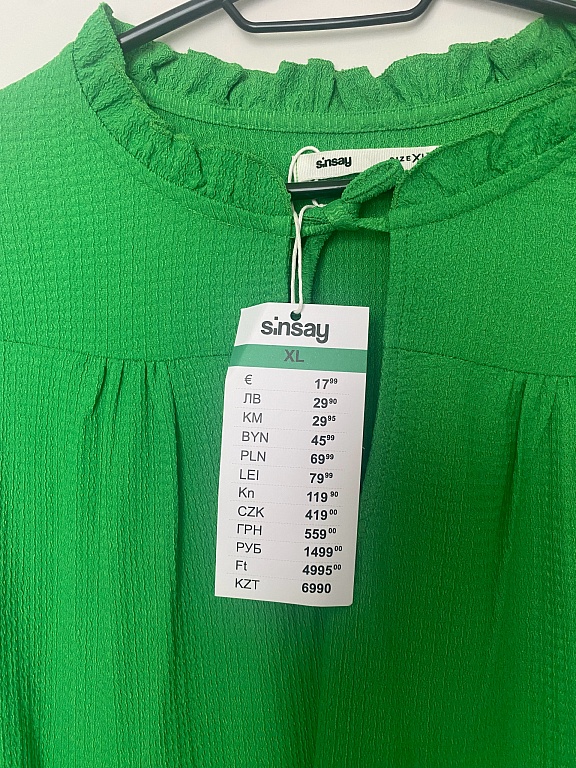 sinsay SIZE XL
sinsay
XL
€ 17⁹⁹
ЛВ 29⁹⁰
KM 29⁹⁵
BYN 45⁹⁹
PLN 69⁹⁹
LEI 79⁹⁹
Kn 119⁹⁰
CZK 419⁰⁰
ГРН 559⁰⁰
РУБ 1499⁰⁰
Ft 4995⁰⁰
KZT 6990